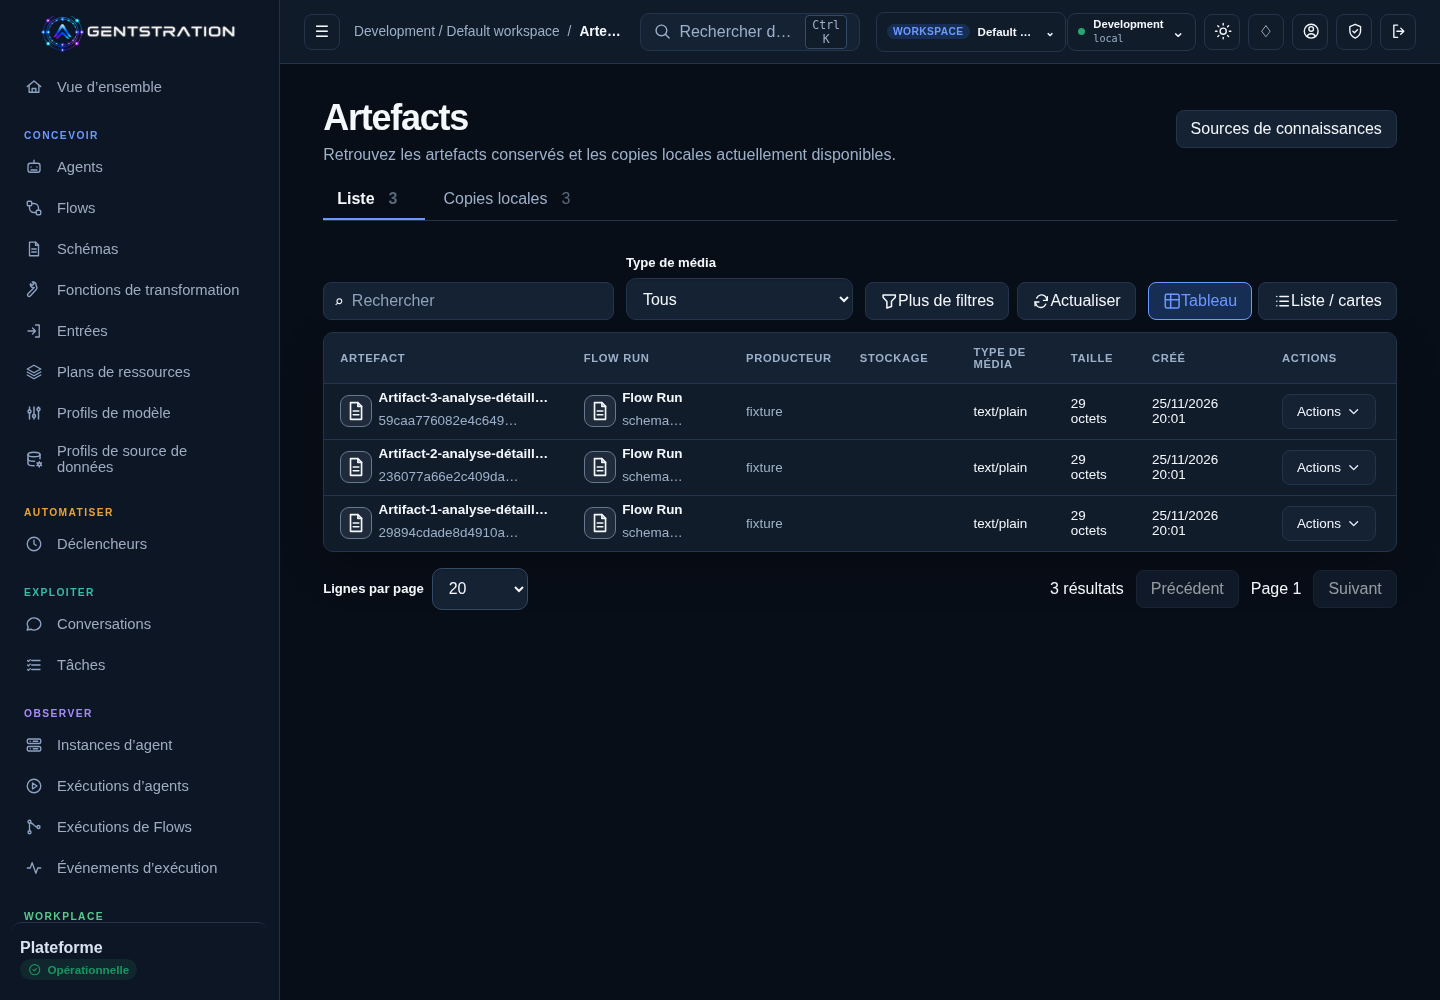 GENTSTRATION
Vue d'ensemble
CONCEVOIR
Agents
Flows
Schémas
Fonctions de transformation
Entrées
Plans de ressources
Profils de modèle
Profils de source de
données
AUTOMATISER
Déclencheurs
EXPLOITER
Conversations
Tâches
OBSERVER
Instances d'agent
Exécutions d'agents
Exécutions de Flows
Événements d'exécution
WORKPLACE
Plateforme
Opérationnelle
Development / Default workspace / Arte...
Rechercher d...
Ctrl K
WORKSPACE Default ...
Development
local
Artefacts
Retrouvez les artefacts conservés et les copies locales actuellement disponibles.
Sources de connaissances
Liste 3
Copies locales 3
Type de média
Rechercher
Tous
Plus de filtres
Actualiser
Tableau
Liste / cartes
ARTEFACT FLOW RUN PRODUCTEUR STOCKAGE TYPE DE MÉDIA TAILLE CRÉÉ ACTIONS
Artifact-3-analyse-détaill... Flow Run
59caa776082e4c649... schema... fixture text/plain 29 octets 25/11/2026 20:01 Actions
Artifact-2-analyse-détaill... Flow Run
236077a66e2c409da... schema... fixture text/plain 29 octets 25/11/2026 20:01 Actions
Artifact-1-analyse-détaill... Flow Run
29894cdade8d4910a... schema... fixture text/plain 29 octets 25/11/2026 20:01 Actions
Lignes par page 20
3 résultats Précédent Page 1 Suivant